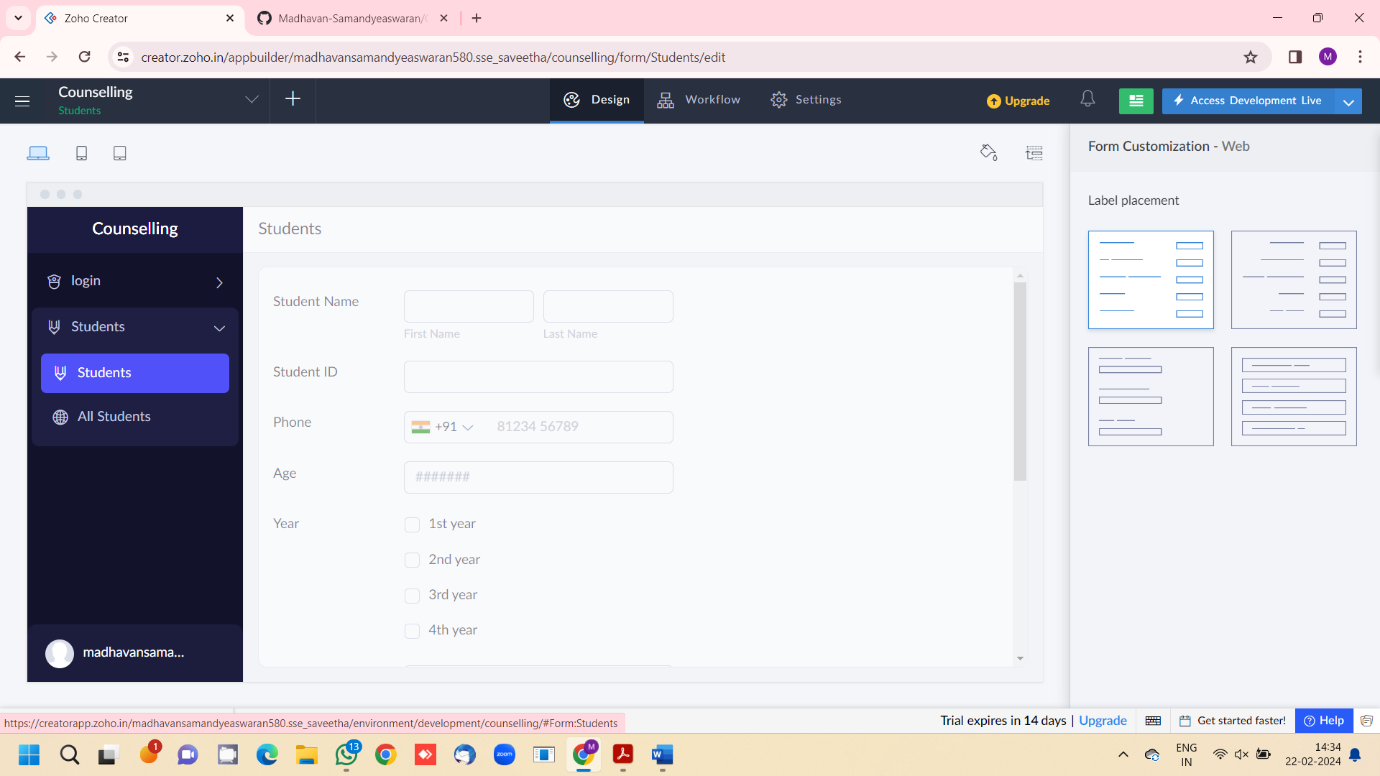 Zoho Creator
Madhavan-Samandyeaswaran/
creator.zoho.in/appbuilder/madhavansamandyeaswaran580.sse_saveetha/counselling/form/Students/edit
M
Counselling
Students
Design
Workflow
Settings
Upgrade
Access Development Live
Form Customization - Web
Label placement
Counselling
Students
login
Students
Students
All Students
Student Name
First Name
Last Name
Student ID
Phone
+91
81234 56789
Age
#######
Year
1st year
2nd year
3rd year
4th year
madhavansama...
https://creatorapp.zoho.in/madhavansamandyeaswaran580.sse_saveetha/environment/development/counselling/#Form:Students
Trial expires in 14 days | Upgrade
Get started faster!
Help
1
13
zoom
M
ENG
IN
14:34
22-02-2024